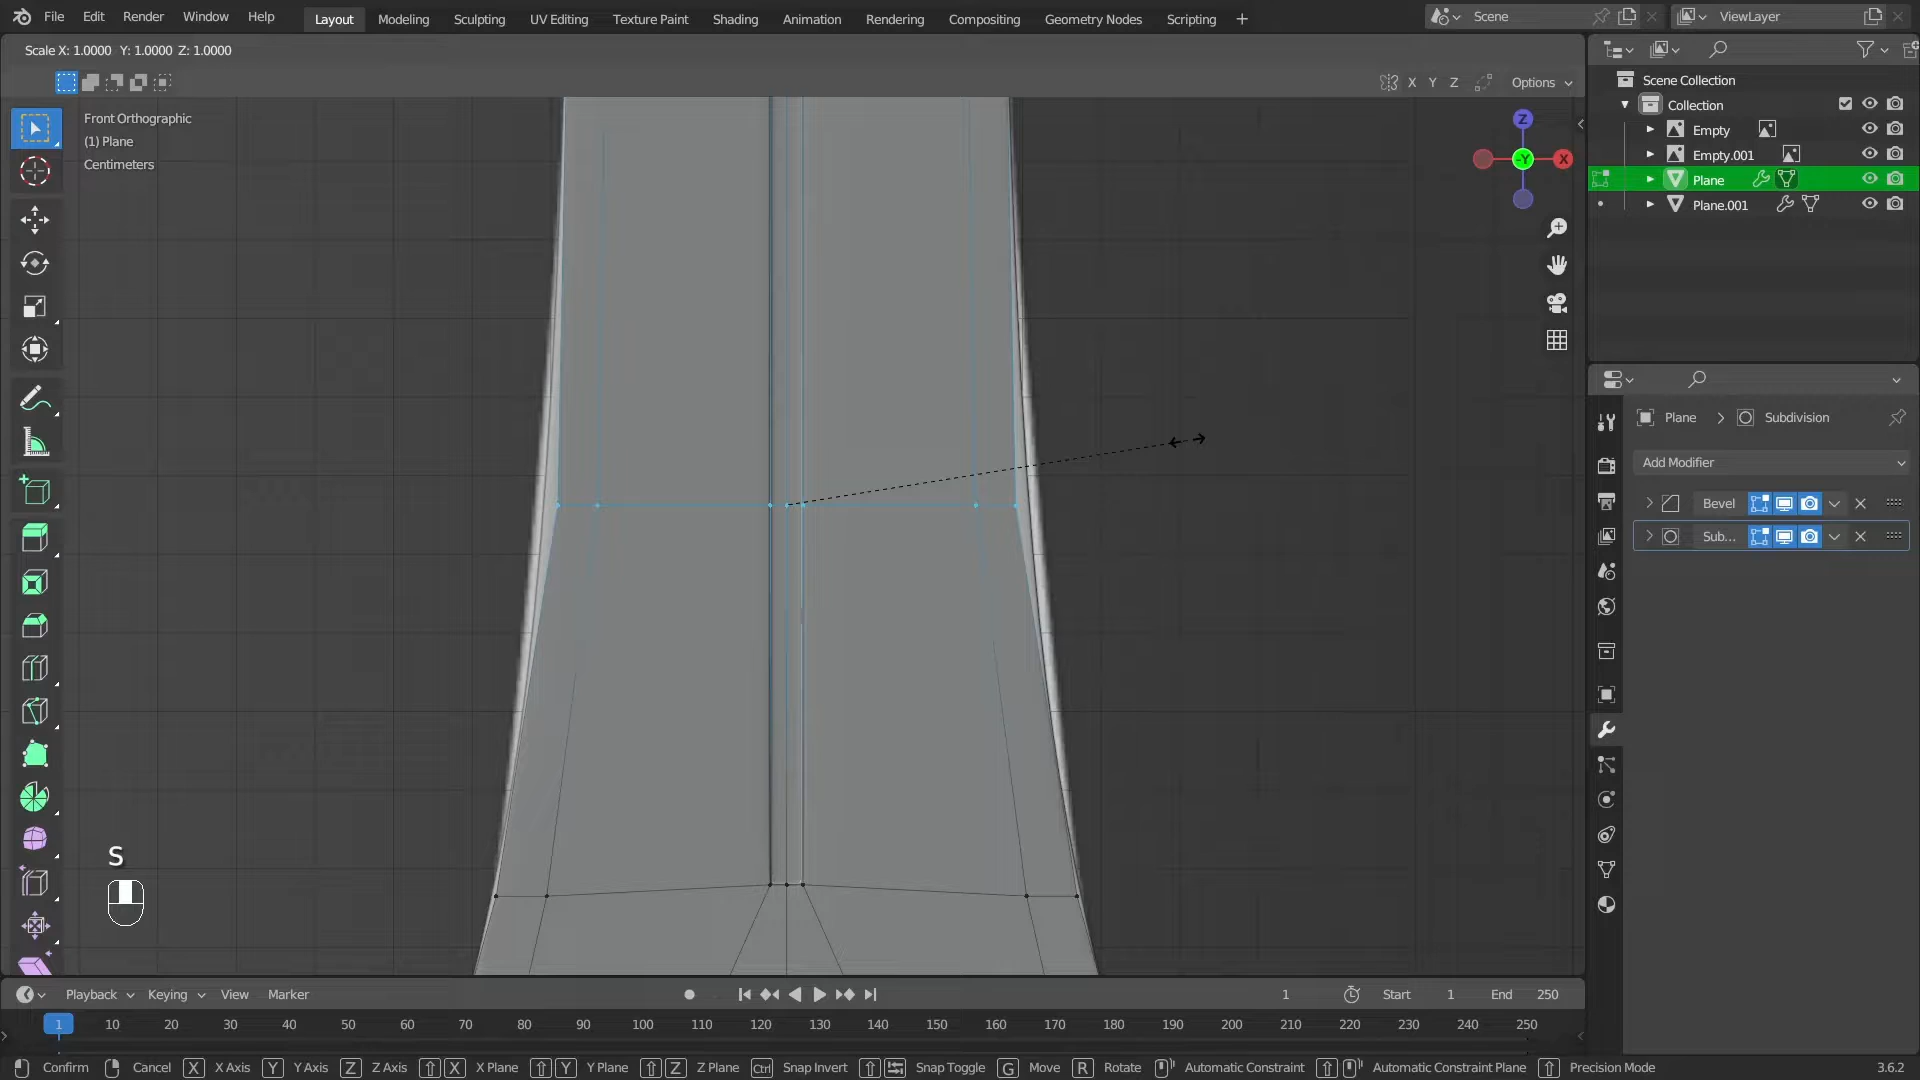 File Edit Render Window Help Layout Modeling Sculpting UV Editing Texture Paint Shading Animation Rendering Compositing Geometry Nodes Scripting + Scene ViewLayer
Scale X: 1.0000 Y: 1.0000 Z: 1.0000
X Y Z Options
Front Orthographic
(1) Plane
Centimeters
Z
-Y
X
Scene Collection
Collection
Empty
Empty.001
Plane
Plane.001
Plane > Subdivision
Add Modifier
Bevel
Sub...
S
Playback Keying View Marker 1 Start 1 End 250
1 10 20 30 40 50 60 70 80 90 100 110 120 130 140 150 160 170 180 190 200 210 220 230 240 250
Confirm Cancel X X Axis Y Y Axis Z Z Axis X X Plane Y Y Plane Z Z Plane Ctrl Snap Invert Snap Toggle G Move R Rotate Automatic Constraint Automatic Constraint Plane Precision Mode 3.6.2